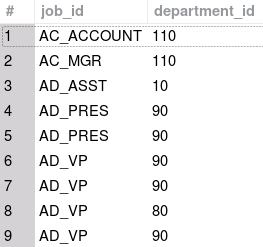 # job_id department_id
1 AC_ACCOUNT 110
2 AC_MGR 110
3 AD_ASST 10
4 AD_PRES 90
5 AD_PRES 90
6 AD_VP 90
7 AD_VP 90
8 AD_VP 80
9 AD_VP 90